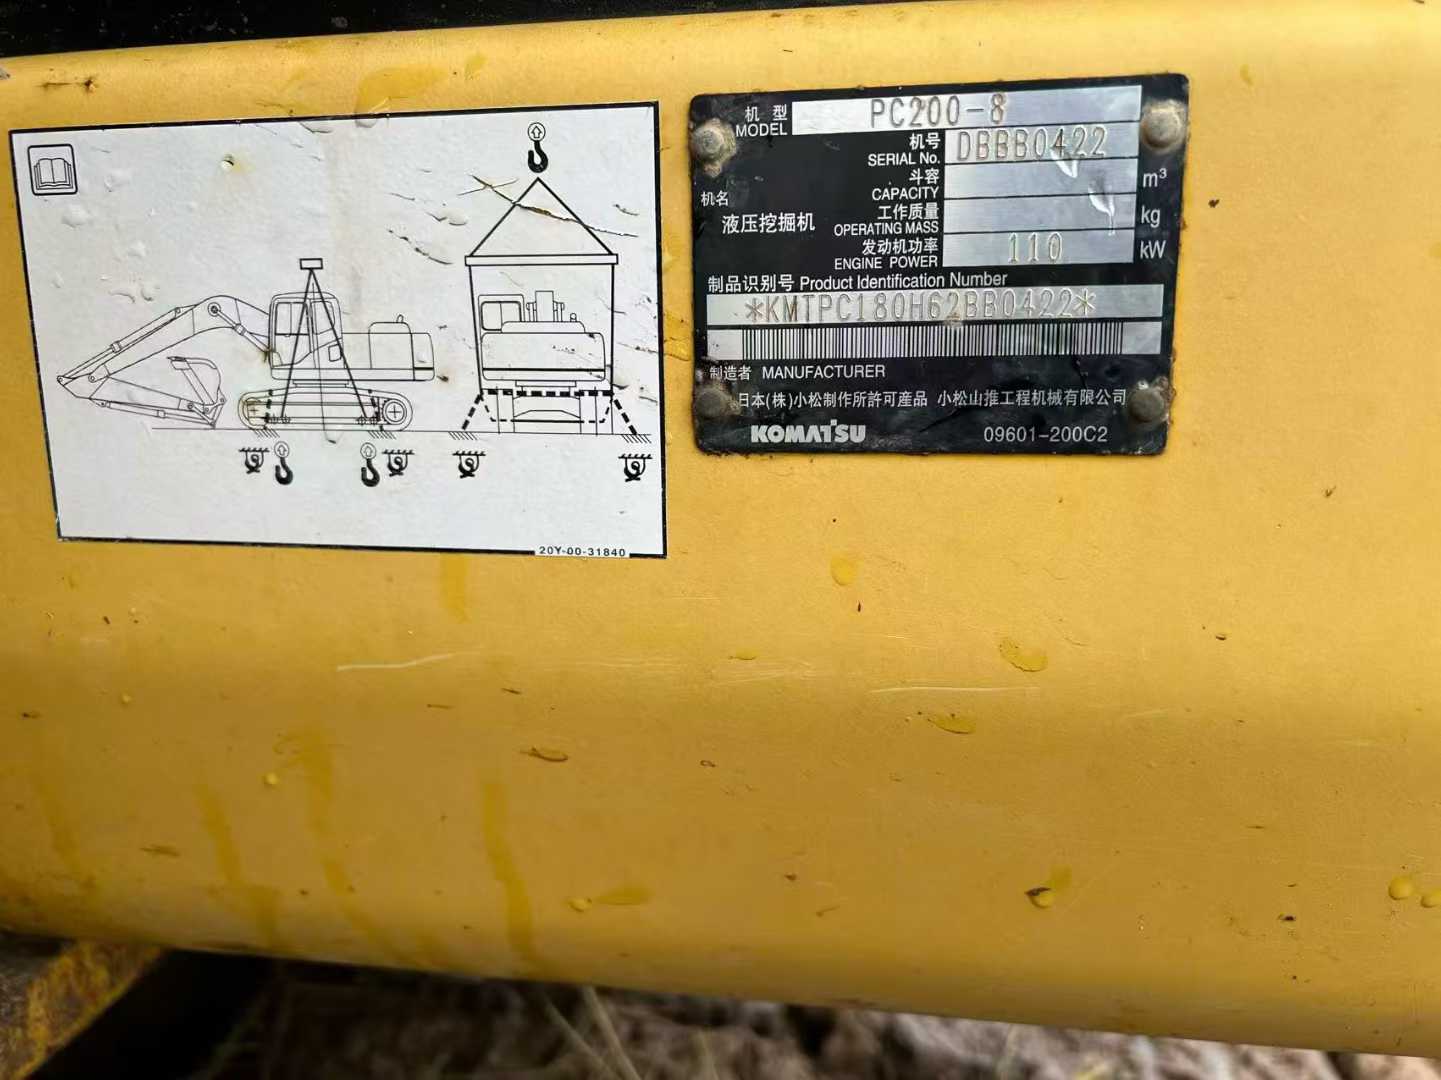 机 型
MODEL
PC200-8
机号
SERIAL No.
DBBB0422
斗容
CAPACITY
m³
机名
液压挖掘机
工作质量
OPERATING MASS
kg
发动机功率
ENGINE POWER
110
kW
制品识别号 Product Identification Number
*KMTPC180H62BB0422*
制造者 MANUFACTURER
日本(株)小松制作所許可産品 小松山推工程机械有限公司
KOMATSU
09601-200C2
20Y-00-31840